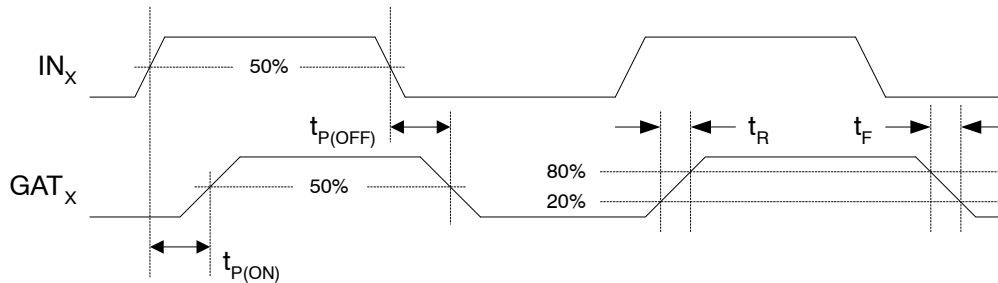 IN_X
50%
t_P(OFF)
t_R
t_F
GAT_X
50%
80%
20%
t_P(ON)